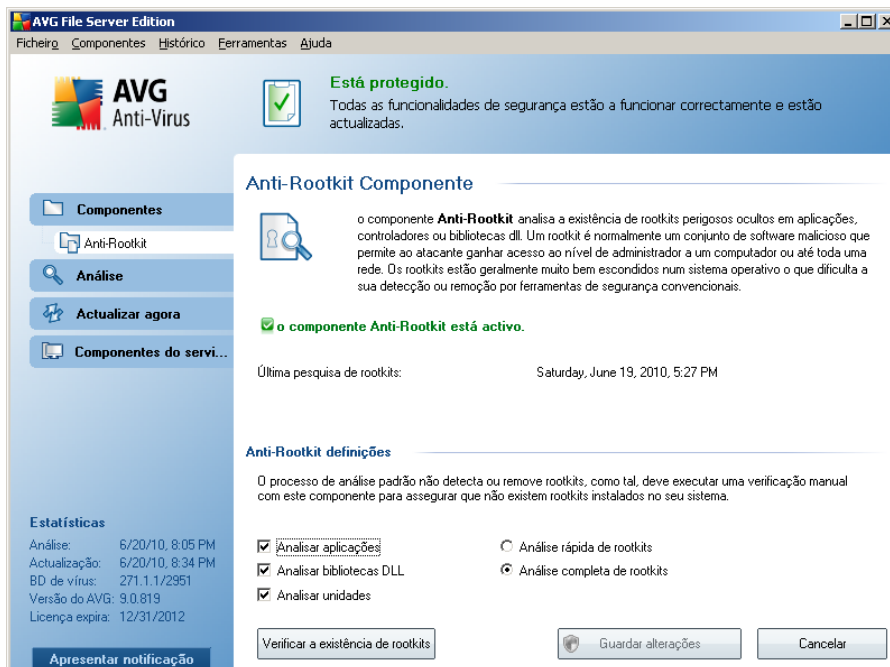 AVG File Server Edition
Ficheiro Componentes Histórico Ferramentas Ajuda
AVG
Anti-Virus
Está protegido.
Todas as funcionalidades de segurança estão a funcionar correctamente e estão
actualizadas.
Componentes
Anti-Rootkit
Análise
Actualizar agora
Componentes do servi...
Anti-Rootkit Componente
o componente Anti-Rootkit analisa a existência de rootkits perigosos ocultos em aplicações,
controladores ou bibliotecas dll. Um rootkit é normalmente um conjunto de software malicioso que
permite ao atacante ganhar acesso ao nível de administrador a um computador ou até toda uma
rede. Os rootkits estão geralmente muito bem escondidos num sistema operativo o que dificulta a
sua detecção ou remoção por ferramentas de segurança convencionais.
o componente Anti-Rootkit está activo.
Última pesquisa de rootkits: Saturday, June 19, 2010, 5:27 PM
Anti-Rootkit definições
O processo de análise padrão não detecta ou remove rootkits, como tal, deve executar uma verificação manual
com este componente para assegurar que não existem rootkits instalados no seu sistema.
Analisar aplicações Análise rápida de rootkits
Analisar bibliotecas DLL Análise completa de rootkits
Analisar unidades
Verificar a existência de rootkits Guardar alterações Cancelar
Estatísticas
Análise: 6/20/10, 8:05 PM
Actualização: 6/20/10, 8:34 PM
BD de vírus: 271.1.1/2951
Versão do AVG: 9.0.819
Licença expira: 12/31/2012
Apresentar notificação